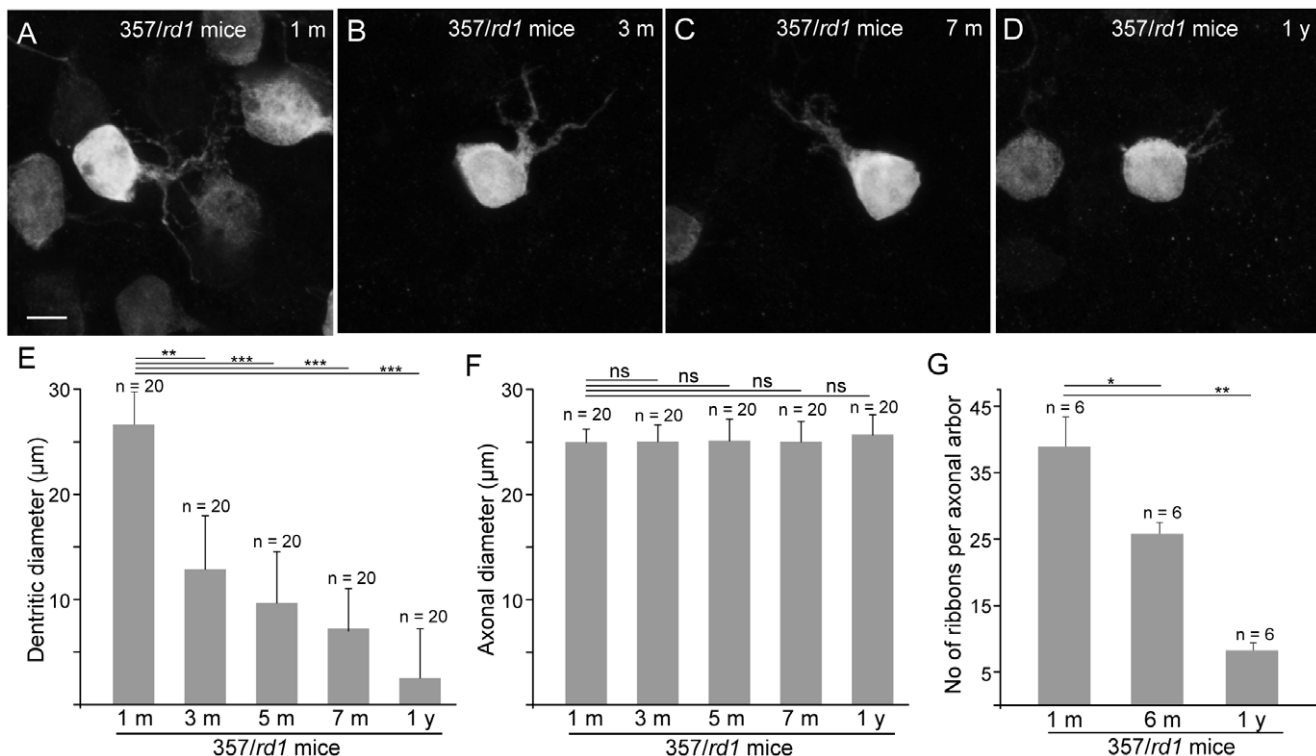 A 357/rd1 mice 1 m
B 357/rd1 mice 3 m
C 357/rd1 mice 7 m
D 357/rd1 mice 1 y
E
** *** *** ***
30
20
10
Dentritic diameter (µm)
n = 20
n = 20
n = 20
n = 20
n = 20
1 m 3 m 5 m 7 m 1 y
357/rd1 mice
F
ns ns ns ns
30
20
10
Axonal diameter (µm)
n = 20
n = 20
n = 20
n = 20
n = 20
1 m 3 m 5 m 7 m 1 y
357/rd1 mice
G
* **
45
35
25
15
5
No of ribbons per axonal arbor
n = 6
n = 6
n = 6
1 m 6 m 1 y
357/rd1 mice